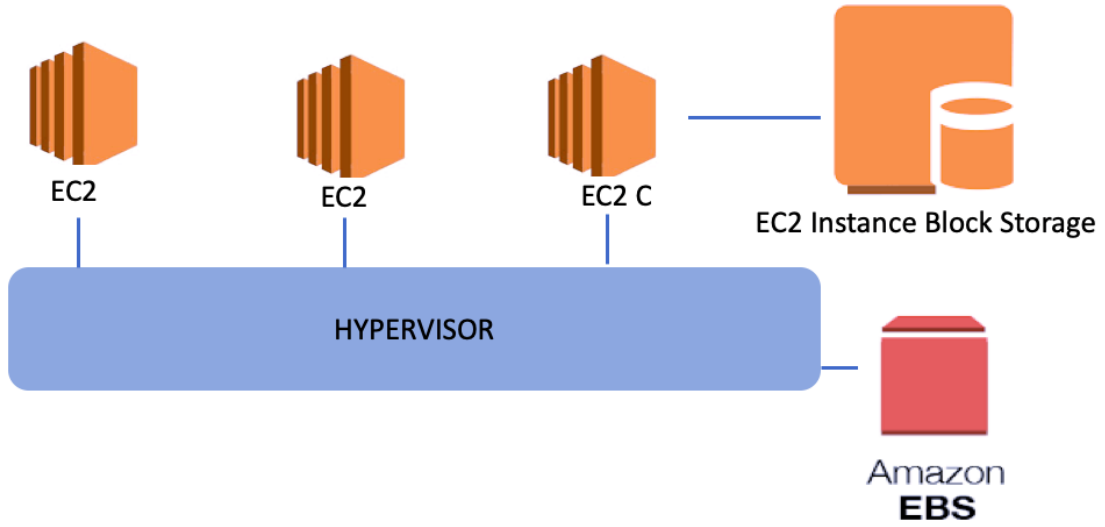 EC2
EC2
EC2 C
EC2 Instance Block Storage
HYPERVISOR
Amazon
EBS